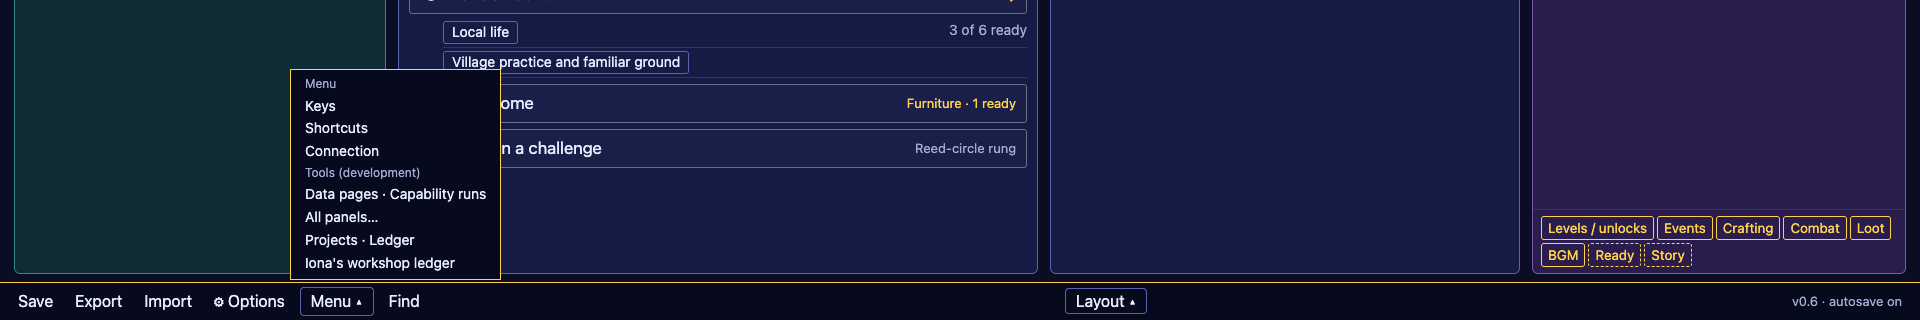 Local life
3 of 6 ready
Village practice and familiar ground
ome
Furniture · 1 ready
n a challenge
Reed-circle rung
Menu
Keys
Shortcuts
Connection
Tools (development)
Data pages · Capability runs
All panels...
Projects · Ledger
Iona's workshop ledger
Levels / unlocks Events Crafting Combat Loot
BGM Ready Story
Save Export Import Options Menu Find Layout v0.6 · autosave on